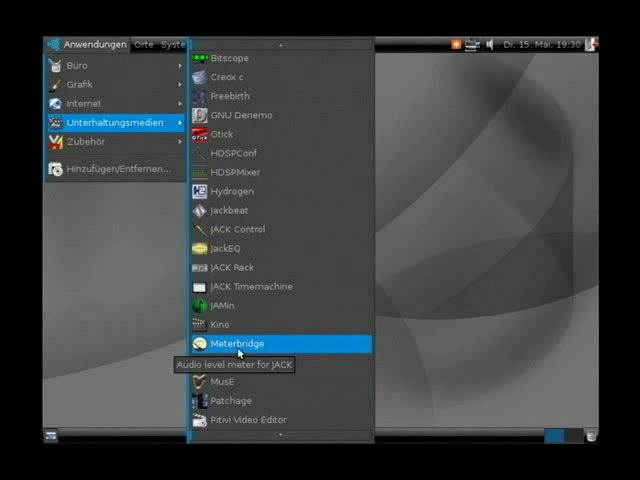 Anwendungen Orte Syste
Di. 15. Mai. 19:30
Büro
Grafik
Internet
Unterhaltungsmedien
Zubehör
Hinzufügen/Entfernen...
Bitscope
Creox c
Freibirth
GNU Denemo
Gtick
HDSPConf
HDSPMixer
Hydrogen
Jackbeat
JACK Control
JackEQ
JACK Rack
JACK Timemachine
JAMin
Kino
Meterbridge
Audio level meter for JACK
MusE
Patchage
Pitivi Video Editor